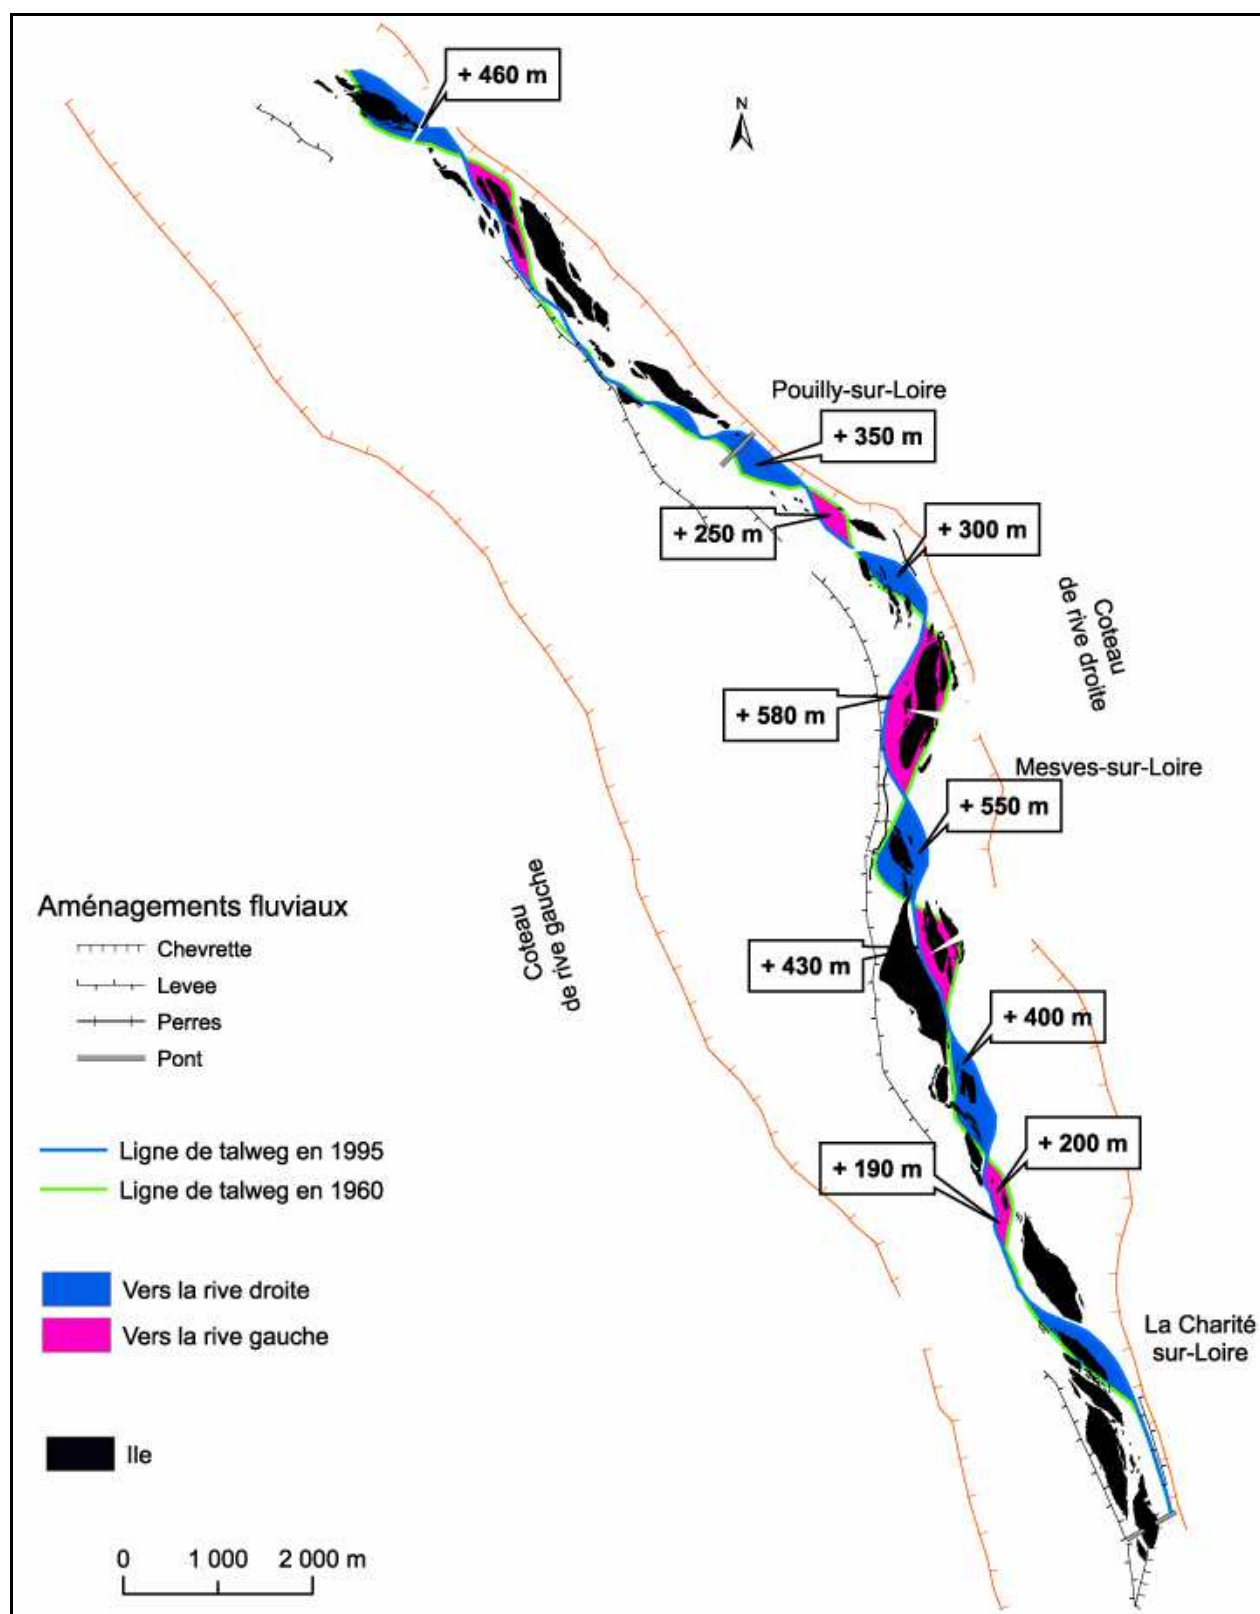 + 460 m
N
Pouilly-sur-Loire
+ 350 m
+ 250 m
+ 300 m
Coteau
de rive droite
+ 580 m
Mesves-sur-Loire
+ 550 m
Coteau
de rive gauche
+ 430 m
+ 400 m
+ 200 m
+ 190 m
La Charité
sur-Loire
Aménagements fluviaux
Chevrette
Levee
Perres
Pont
Ligne de talweg en 1995
Ligne de talweg en 1960
Vers la rive droite
Vers la rive gauche
Ile
0 1 000 2 000 m